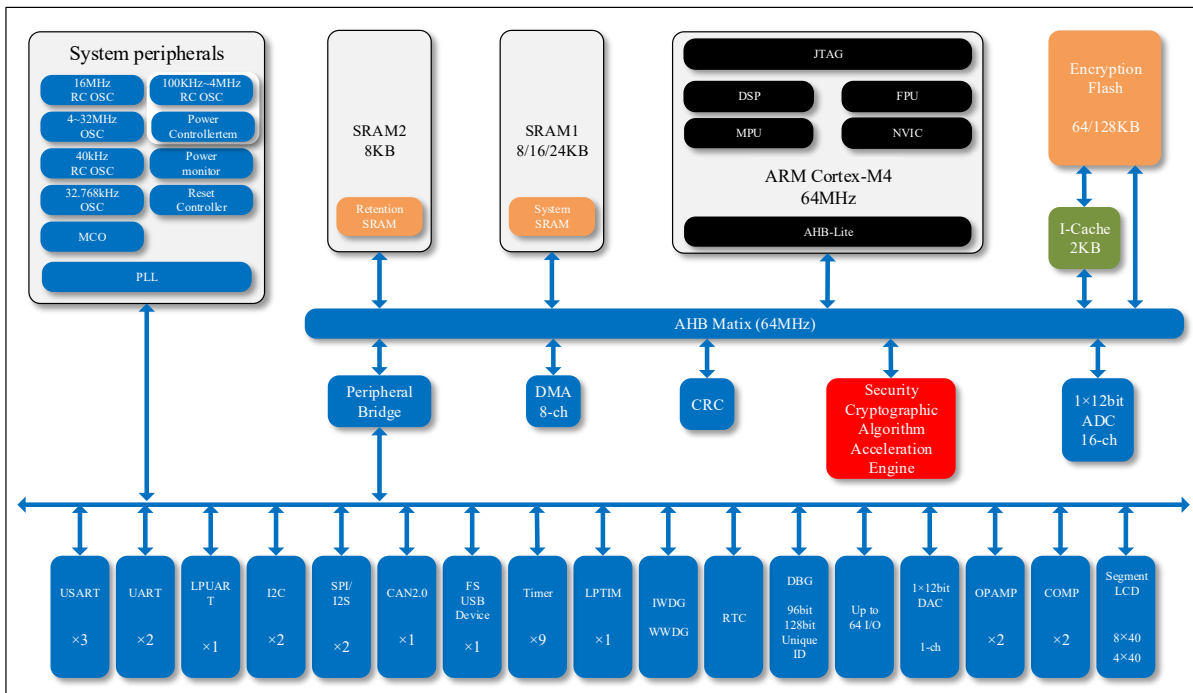 System peripherals
16MHz
RC OSC
100KHz~4MHz
RC OSC
4~32MHz
OSC
Power
Controllertem
40kHz
RC OSC
Power
monitor
32.768kHz
OSC
Reset
Controller
MCO
PLL
SRAM2
8KB
Retention
SRAM
SRAM1
8/16/24KB
System
SRAM
JTAG
DSP
FPU
MPU
NVIC
ARM Cortex-M4
64MHz
AHB-Lite
Encryption
Flash
64/128KB
I-Cache
2KB
AHB Matix (64MHz)
Peripheral
Bridge
DMA
8-ch
CRC
Security
Cryptographic
Algorithm
Acceleration
Engine
1×12bit
ADC
16-ch
USART
×3
UART
×2
LPUAR
T
×1
I2C
×2
SPI/
I2S
×2
CAN2.0
×1
FS
USB
Device
×1
Timer
×9
LPTIM
×1
IWDG
WWDG
RTC
DBG
96bit
128bit
Unique
ID
Up to
64 I/O
1×12bit
DAC
1-ch
OPAMP
×2
COMP
×2
Segment
LCD
8×40
4×40